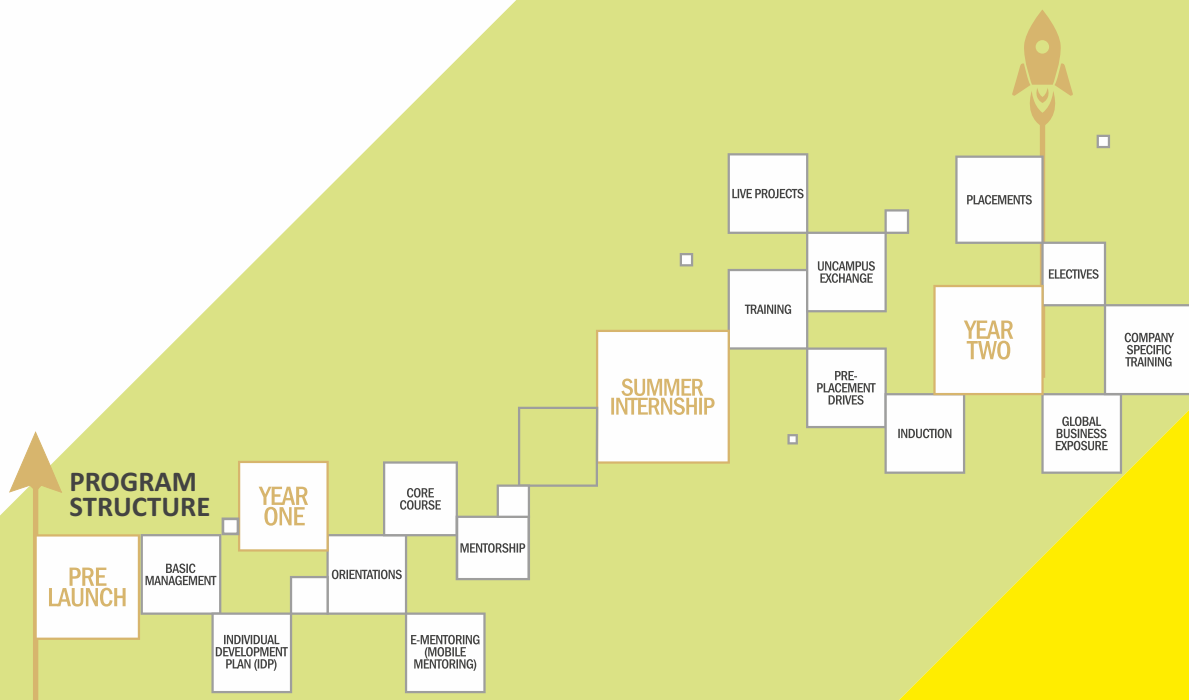 PROGRAM
STRUCTURE
PRE
LAUNCH
BASIC
MANAGEMENT
INDIVIDUAL
DEVELOPMENT
PLAN (IDP)
YEAR
ONE
ORIENTATIONS
CORE
COURSE
E-MENTORING
(MOBILE
MENTORING)
MENTORSHIP
SUMMER
INTERNSHIP
LIVE PROJECTS
TRAINING
UNCAMPUS
EXCHANGE
PRE-
PLACEMENT
DRIVES
INDUCTION
YEAR
TWO
PLACEMENTS
ELECTIVES
COMPANY
SPECIFIC
TRAINING
GLOBAL
BUSINESS
EXPOSURE